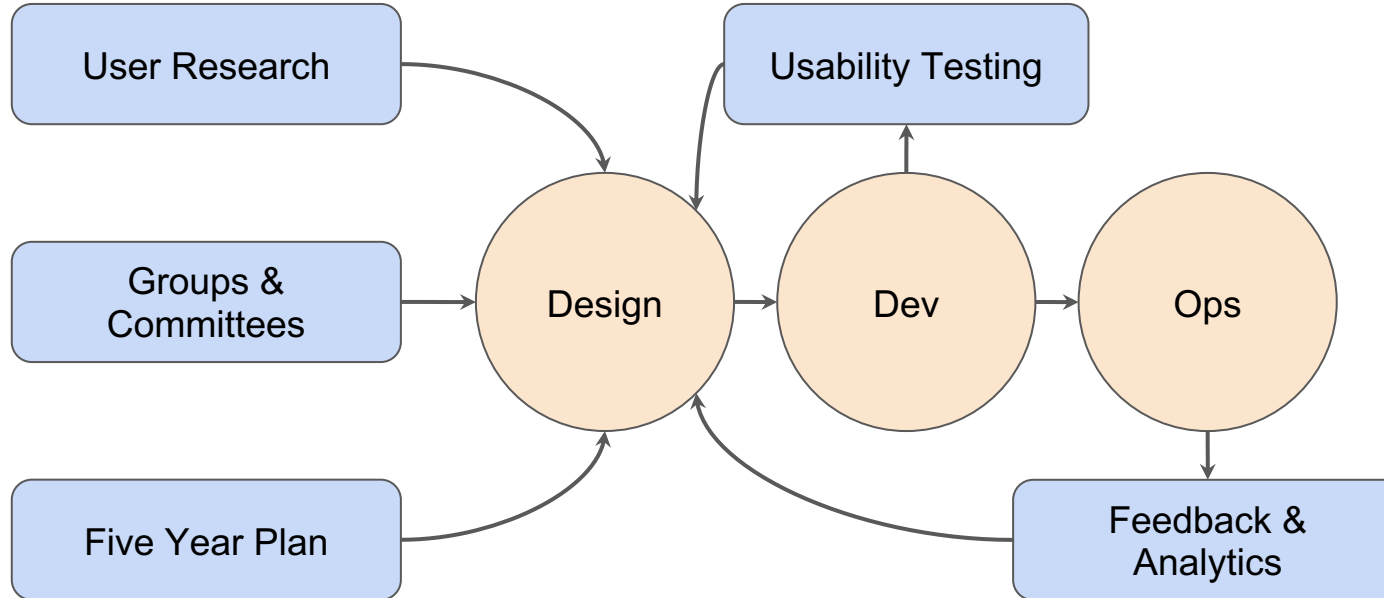 User Research
Usability Testing
Groups &
Committees
Design
Dev
Ops
Five Year Plan
Feedback &
Analytics